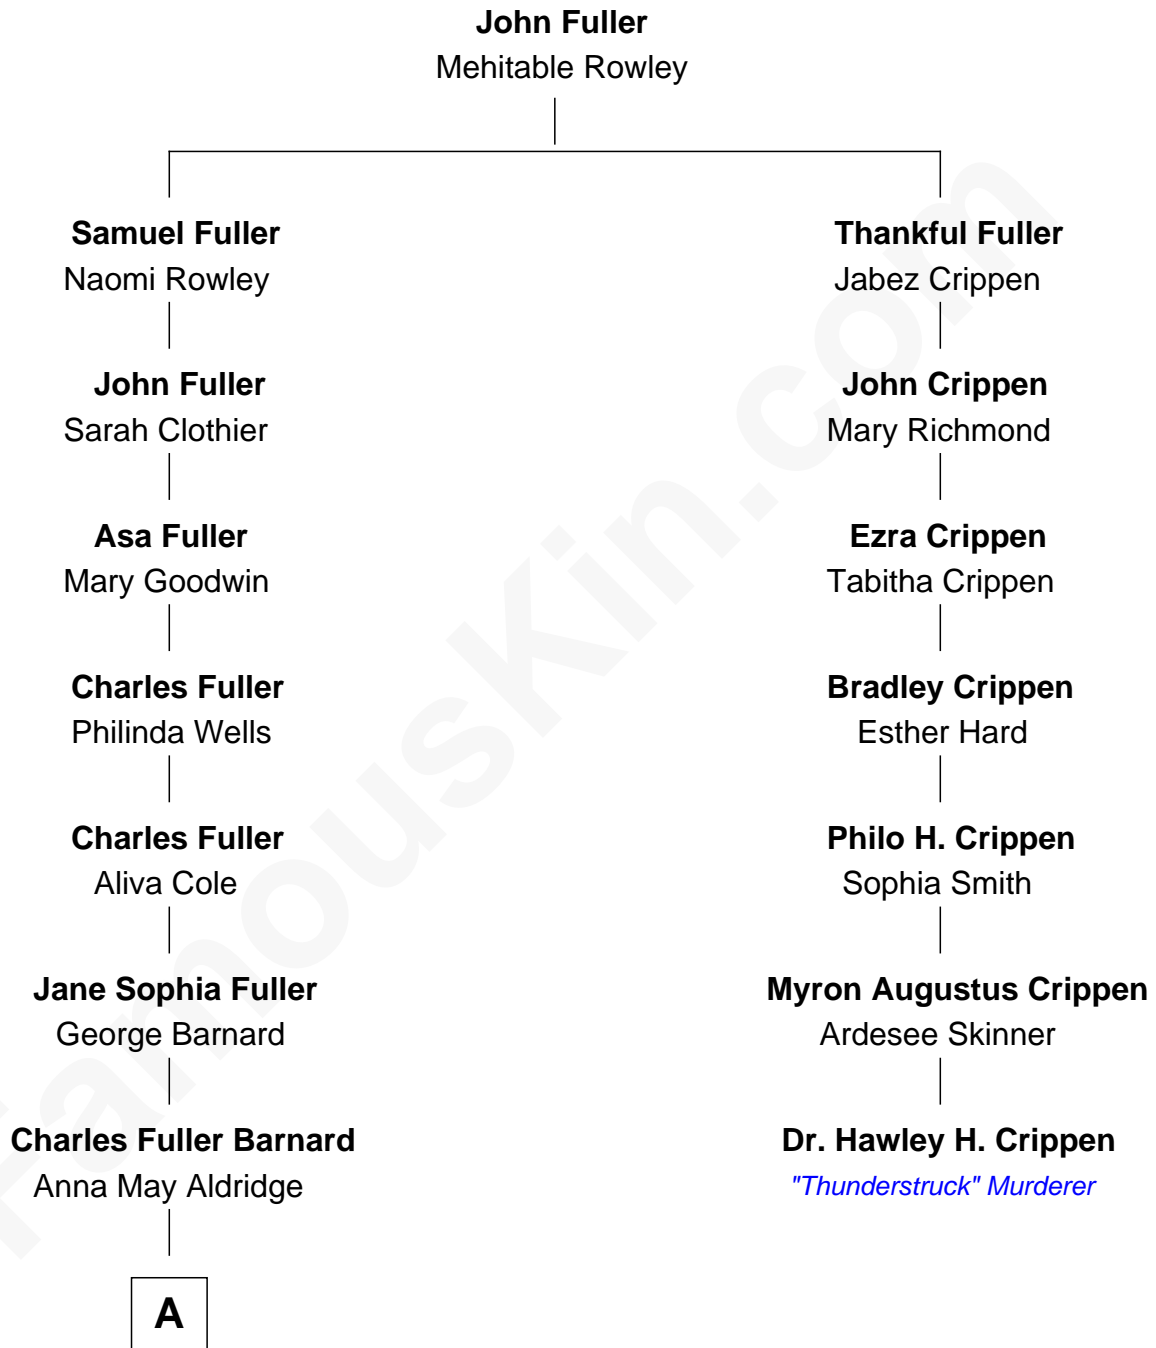 John Fuller
Mehitable Rowley
Samuel Fuller
Naomi Rowley
Thankful Fuller
Jabez Crippen
John Fuller
Sarah Clothier
John Crippen
Mary Richmond
Asa Fuller
Mary Goodwin
Ezra Crippen
Tabitha Crippen
Charles Fuller
Philinda Wells
Bradley Crippen
Esther Hard
Charles Fuller
Aliva Cole
Philo H. Crippen
Sophia Smith
Jane Sophia Fuller
George Barnard
Myron Augustus Crippen
Ardesee Skinner
Charles Fuller Barnard
Anna May Aldridge
Dr. Hawley H. Crippen
"Thunderstruck" Murderer
A
FamousKin.com